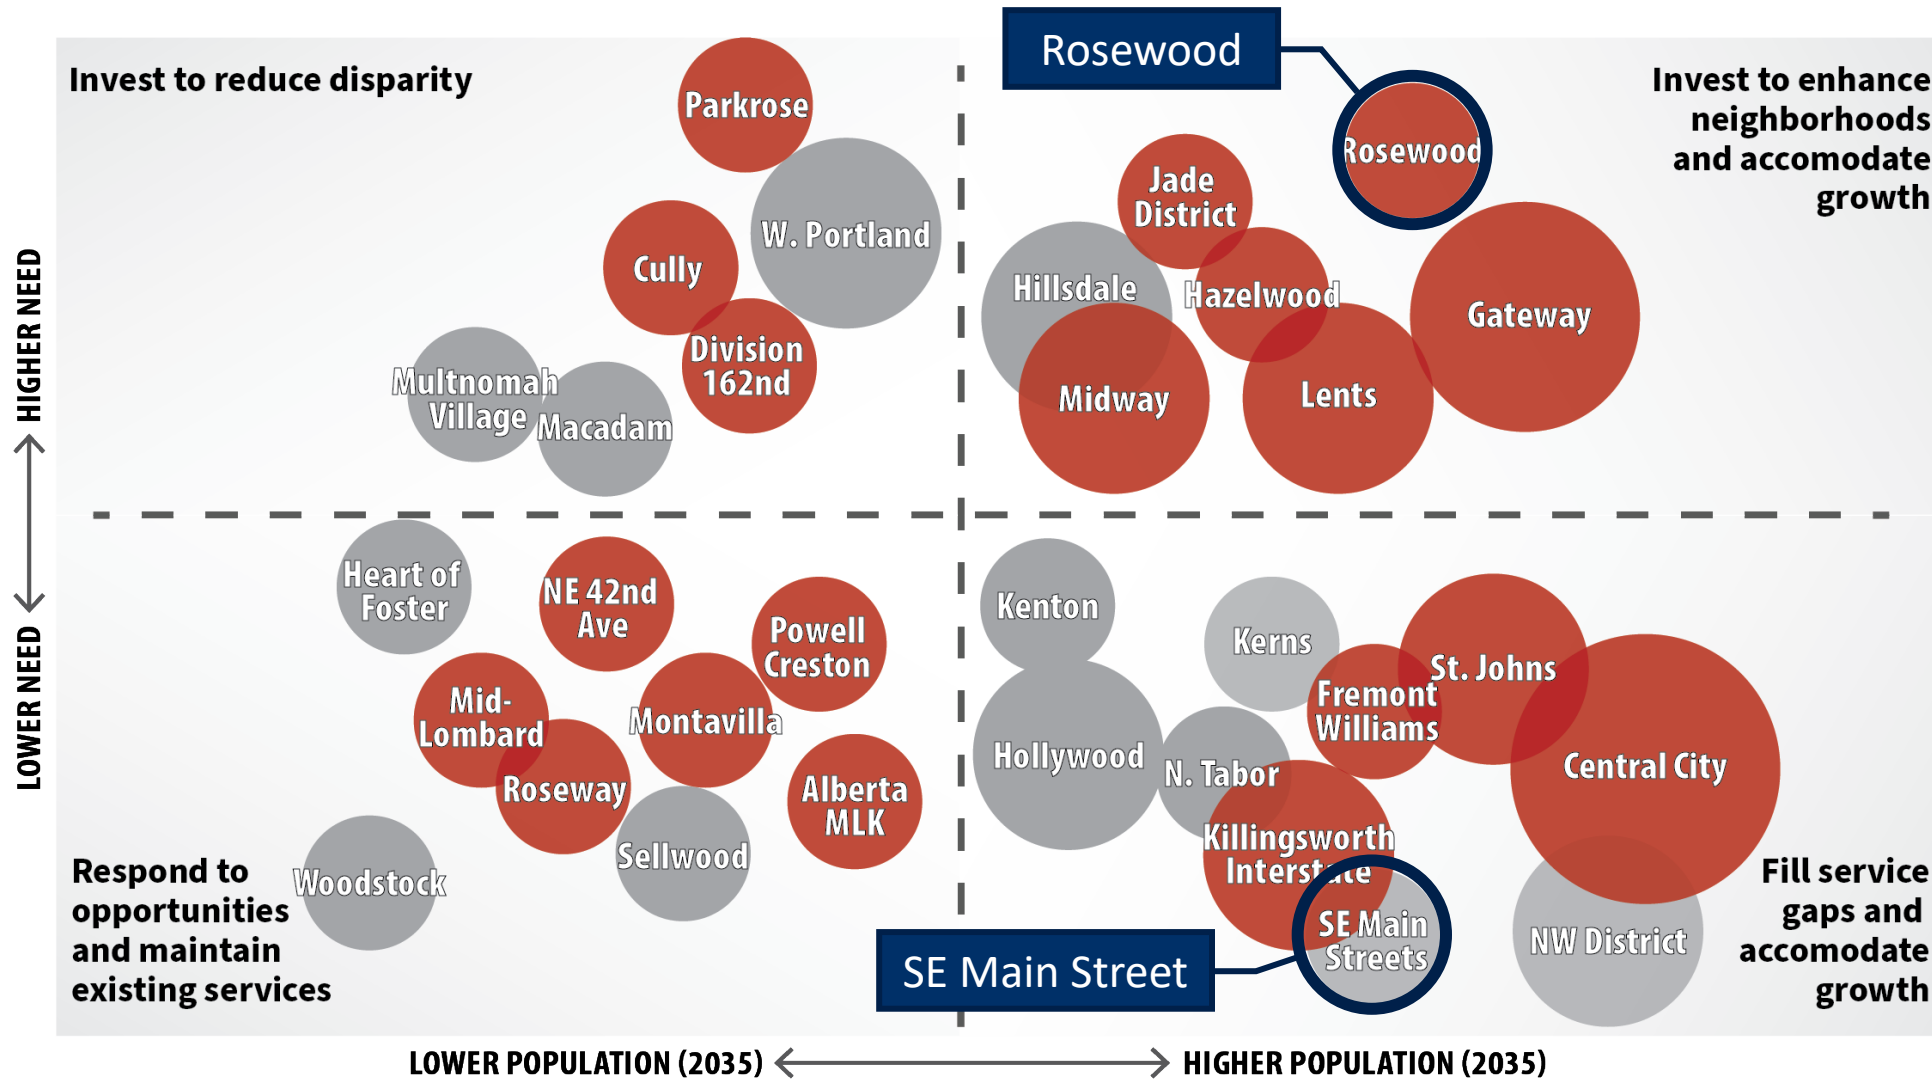 Rosewood
Invest to reduce disparity
Parkrose
W. Portland
Cully
Division
162nd
Multnomah
Village
Macadam
Invest to enhance
neighborhoods
and accomodate
growth
Rosewood
Jade
District
Hillsdale
Hazelwood
Gateway
Midway
Lents
HIGHER NEED
LOWER NEED
Heart of
Foster
NE 42nd
Ave
Powell
Creston
Mid-
Lombard
Montavilla
Roseway
Alberta
MLK
Sellwood
Woodstock
Respond to
opportunities
and maintain
existing services
Kenton
Kerns
St. Johns
Fremont
Williams
Hollywood
N. Tabor
Central City
Killingsworth
Interstate
SE Main
Streets
NW District
Fill service
gaps and
accomodate
growth
SE Main Street
LOWER POPULATION (2035)
HIGHER POPULATION (2035)